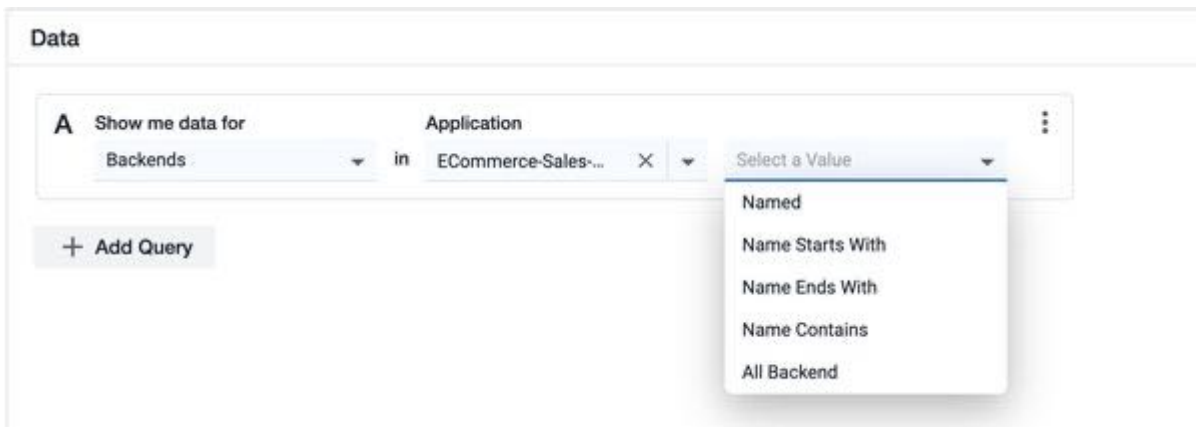 Data
A Show me data for Application
Backends in ECommerce-Sales-... Select a Value
Named
+ Add Query Name Starts With
Name Ends With
Name Contains
All Backend